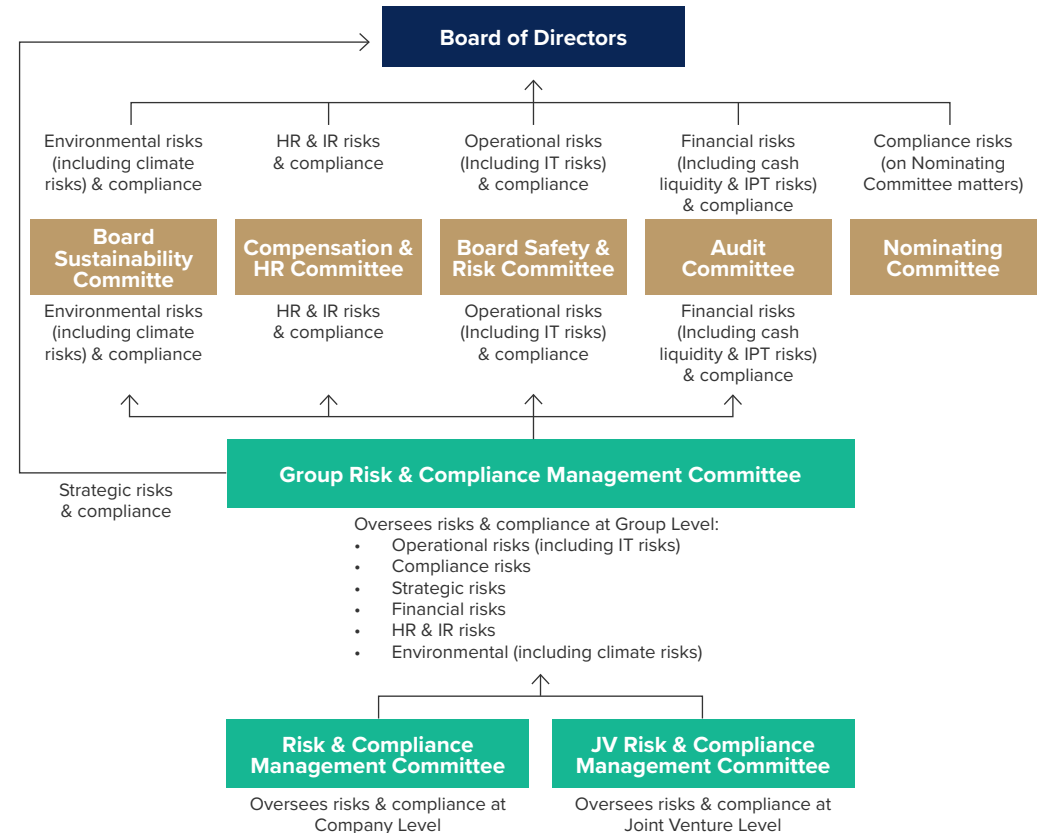 Board of Directors
Environmental risks
(including climate
risks) & compliance
HR & IR risks
& compliance
Operational risks
(Including IT risks)
& compliance
Financial risks
(Including cash
liquidity & IPT risks)
& compliance
Compliance risks
(on Nominating
Committee matters)
Board
Sustainability
Committe
Compensation &
HR Committee
Board Safety &
Risk Committee
Audit
Committee
Nominating
Committee
Environmental risks
(including climate
risks) & compliance
HR & IR risks
& compliance
Operational risks
(Including IT risks)
& compliance
Financial risks
(Including cash
liquidity & IPT risks)
& compliance
Group Risk & Compliance Management Committee
Strategic risks
& compliance
Oversees risks & compliance at Group Level:
• Operational risks (including IT risks)
• Compliance risks
• Strategic risks
• Financial risks
• HR & IR risks
• Environmental (including climate risks)
Risk & Compliance
Management Committee
JV Risk & Compliance
Management Committee
Oversees risks & compliance at
Company Level
Oversees risks & compliance at
Joint Venture Level